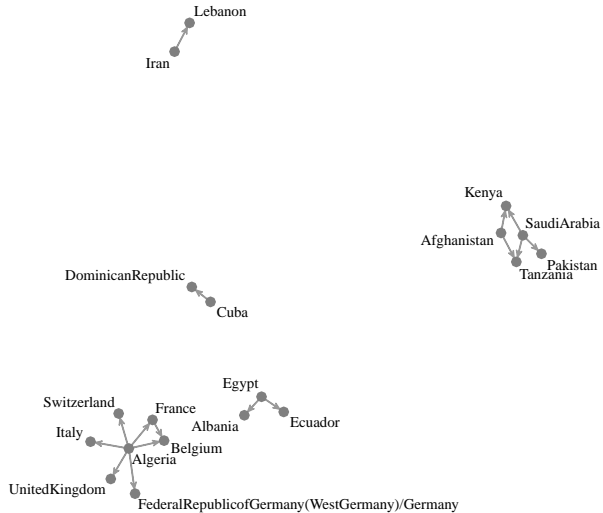 Lebanon
Iran
Kenya
SaudiArabia
Afghanistan
Pakistan
Tanzania
DominicanRepublic
Cuba
Egypt
Switzerland
France
Albania
Ecuador
Italy
Belgium
Algeria
UnitedKingdom
FederalRepublicofGermany(WestGermany)/Germany